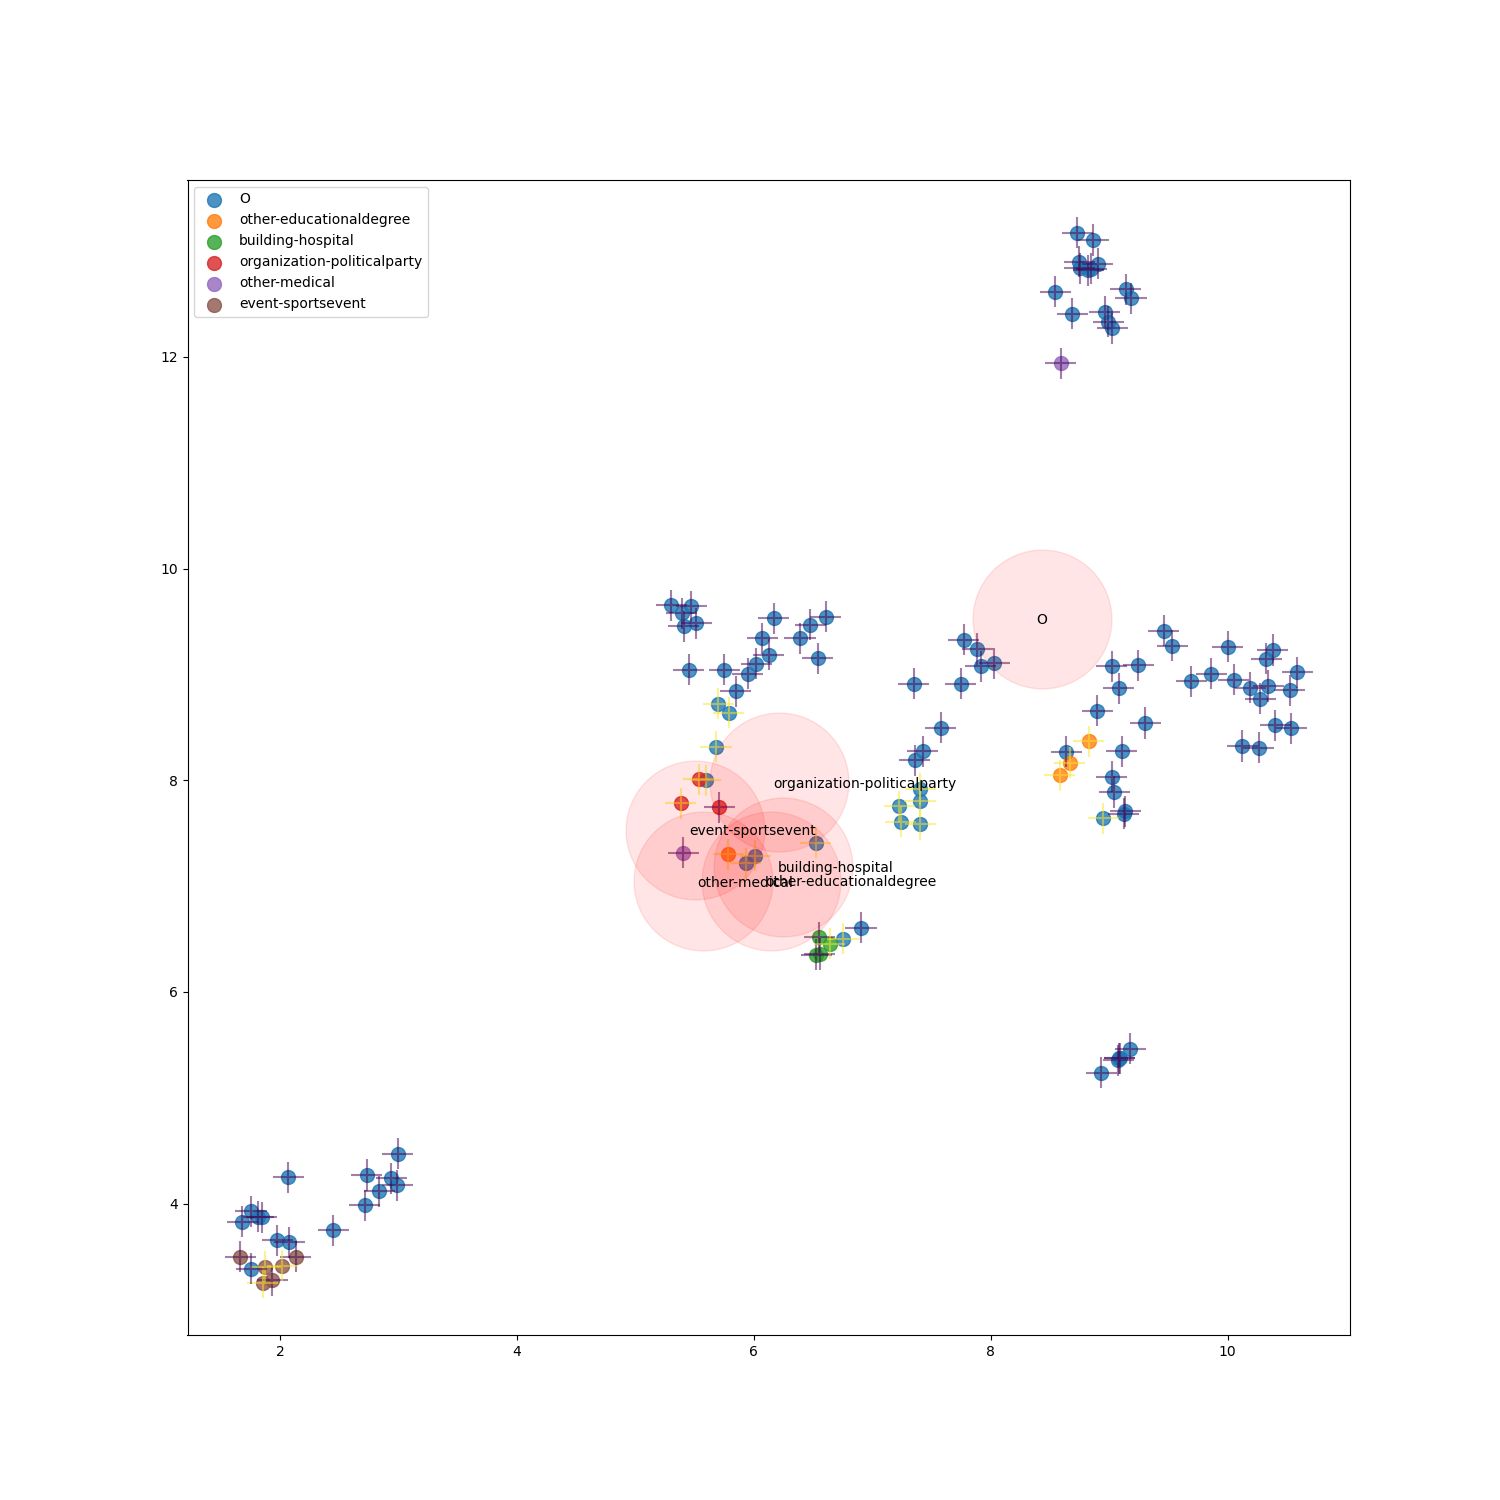 O
other-educationaldegree
building-hospital
organization-politicalparty
other-medical
event-sportsevent
12
10
8
6
4
O
organization-politicalparty
event-sportsevent
building-hospital
other-medical
other-educationaldegree
2
4
6
8
10